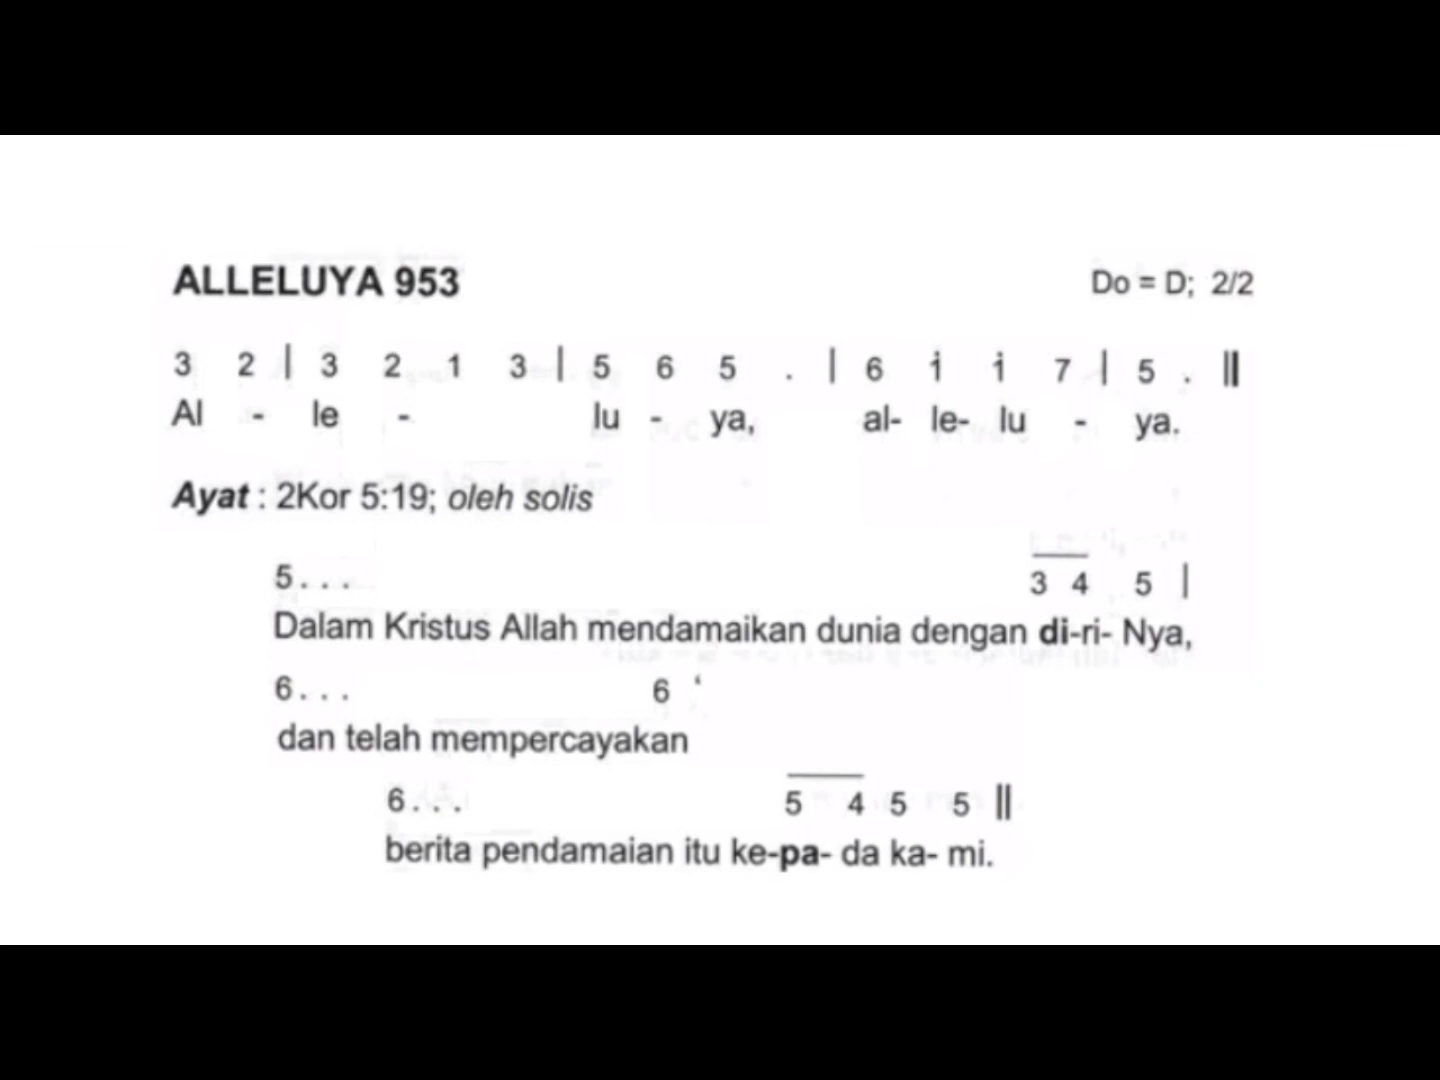 ALLELUYA 953 Do = D; 2/2
3 2 | 3 2 1 3 | 5 6 5 . | 6 i̇ i̇ 7 | 5 . ||
Al - le - lu - ya, al- le- lu - ya.
Ayat : 2Kor 5:19; oleh solis
5 . . . 3 4 5 |
Dalam Kristus Allah mendamaikan dunia dengan di-ri- Nya,
6 . . . 6 ‘
dan telah mempercayakan
6 . . . 5 4 5 5 ||
berita pendamaian itu ke-pa- da ka- mi.